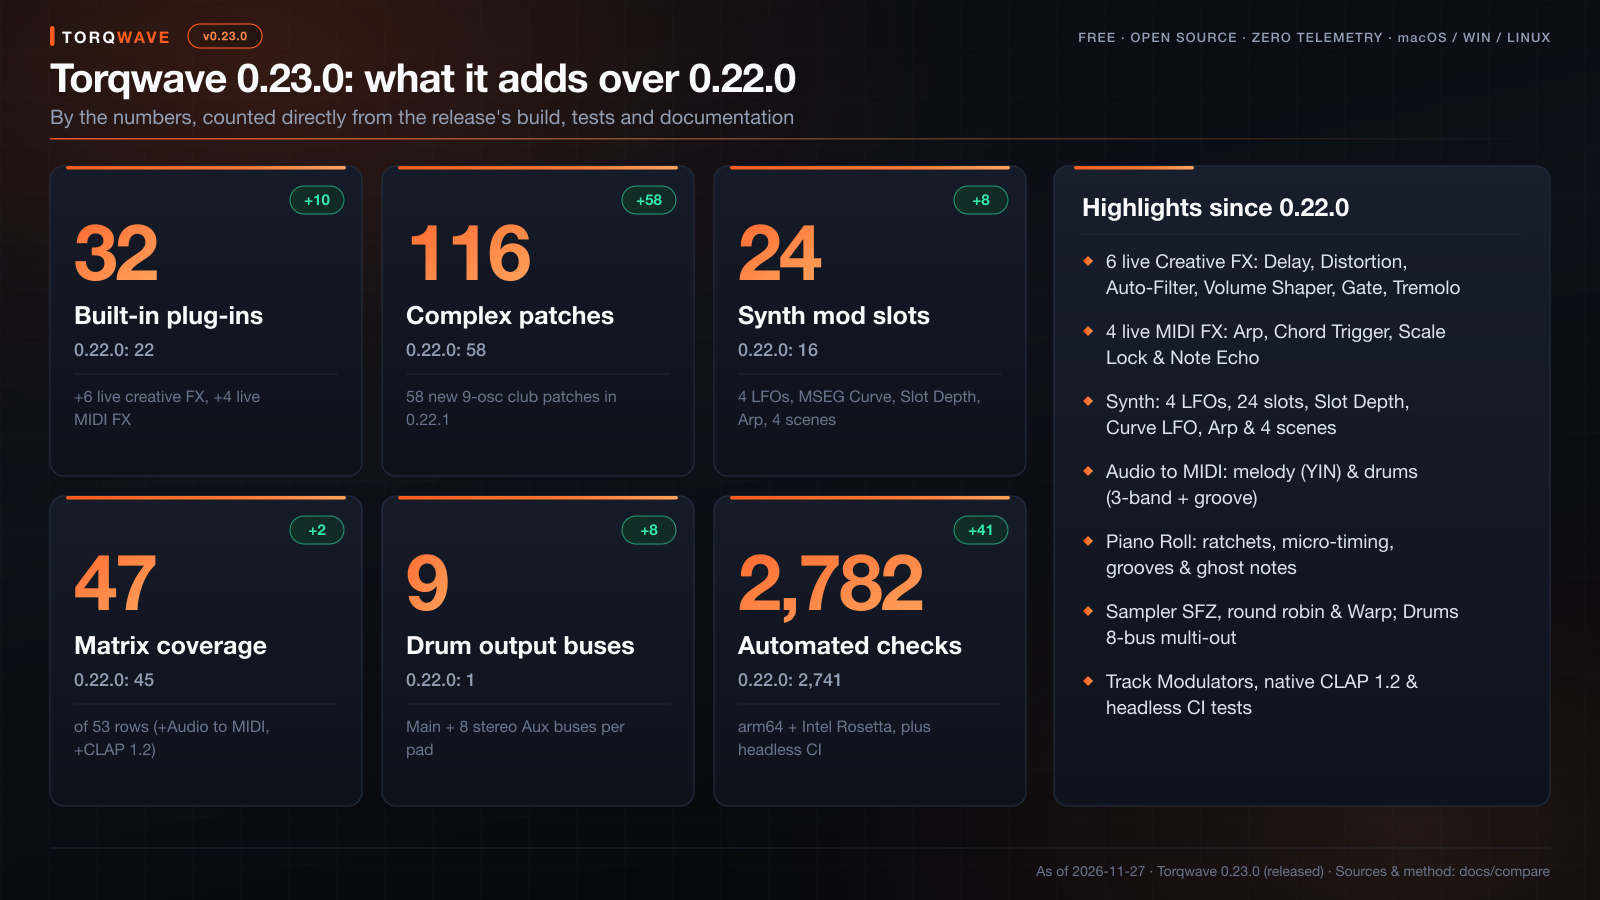 TORQWAVE v0.23.0
FREE · OPEN SOURCE · ZERO TELEMETRY · macOS / WIN / LINUX
Torqwave 0.23.0: what it adds over 0.22.0
By the numbers, counted directly from the release's build, tests and documentation
+10
32
Built-in plug-ins
0.22.0: 22
+6 live creative FX, +4 live
MIDI FX
+58
116
Complex patches
0.22.0: 58
58 new 9-osc club patches in
0.22.1
+8
24
Synth mod slots
0.22.0: 16
4 LFOs, MSEG Curve, Slot Depth,
Arp, 4 scenes
+2
47
Matrix coverage
0.22.0: 45
of 53 rows (+Audio to MIDI,
+CLAP 1.2)
+8
9
Drum output buses
0.22.0: 1
Main + 8 stereo Aux buses per
pad
+41
2,782
Automated checks
0.22.0: 2,741
arm64 + Intel Rosetta, plus
headless CI
Highlights since 0.22.0
6 live Creative FX: Delay, Distortion,
Auto-Filter, Volume Shaper, Gate, Tremolo
4 live MIDI FX: Arp, Chord Trigger, Scale
Lock & Note Echo
Synth: 4 LFOs, 24 slots, Slot Depth,
Curve LFO, Arp & 4 scenes
Audio to MIDI: melody (YIN) & drums
(3-band + groove)
Piano Roll: ratchets, micro-timing,
grooves & ghost notes
Sampler SFZ, round robin & Warp; Drums
8-bus multi-out
Track Modulators, native CLAP 1.2 &
headless CI tests
As of 2026-11-27 · Torqwave 0.23.0 (released) · Sources & method: docs/compare